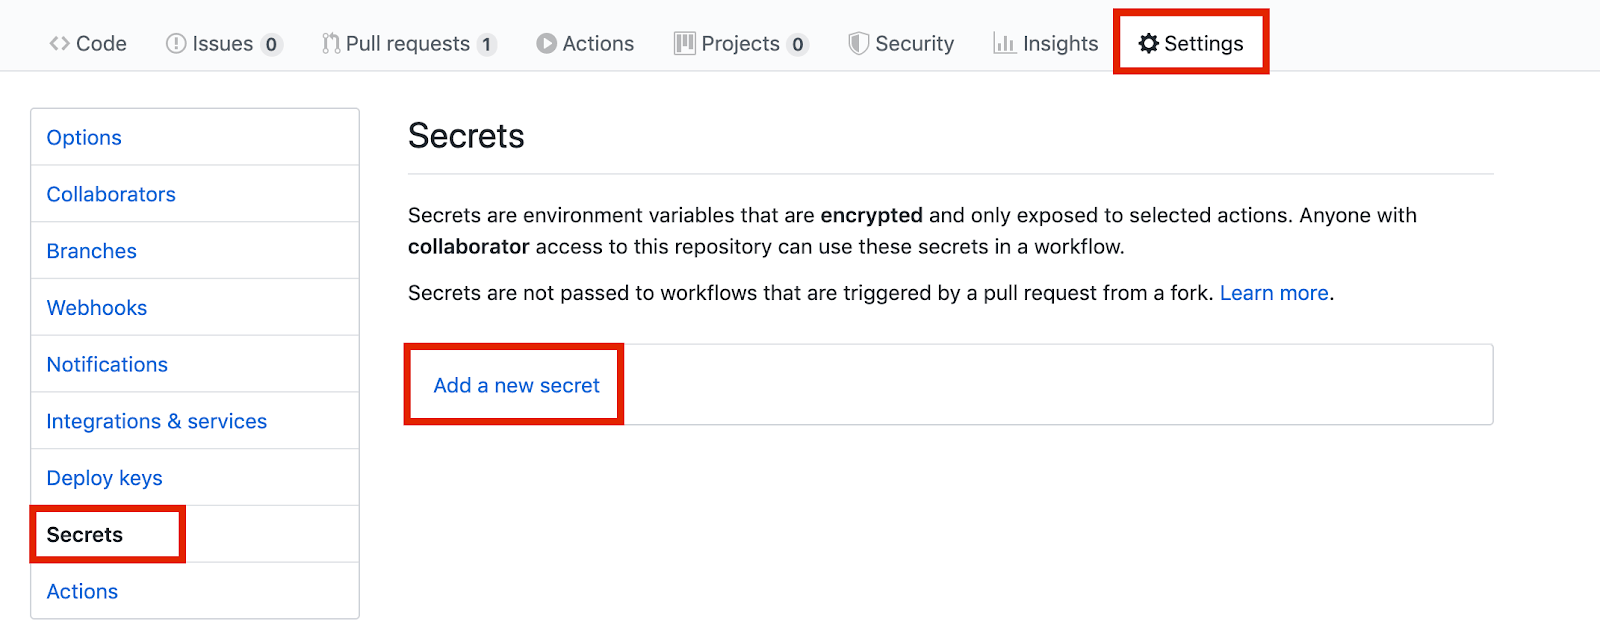 Code Issues 0 Pull requests 1 Actions Projects 0 Security Insights Settings
Options
Collaborators
Branches
Webhooks
Notifications
Integrations & services
Deploy keys
Secrets
Actions
Secrets
Secrets are environment variables that are encrypted and only exposed to selected actions. Anyone with
collaborator access to this repository can use these secrets in a workflow.
Secrets are not passed to workflows that are triggered by a pull request from a fork. Learn more.
Add a new secret